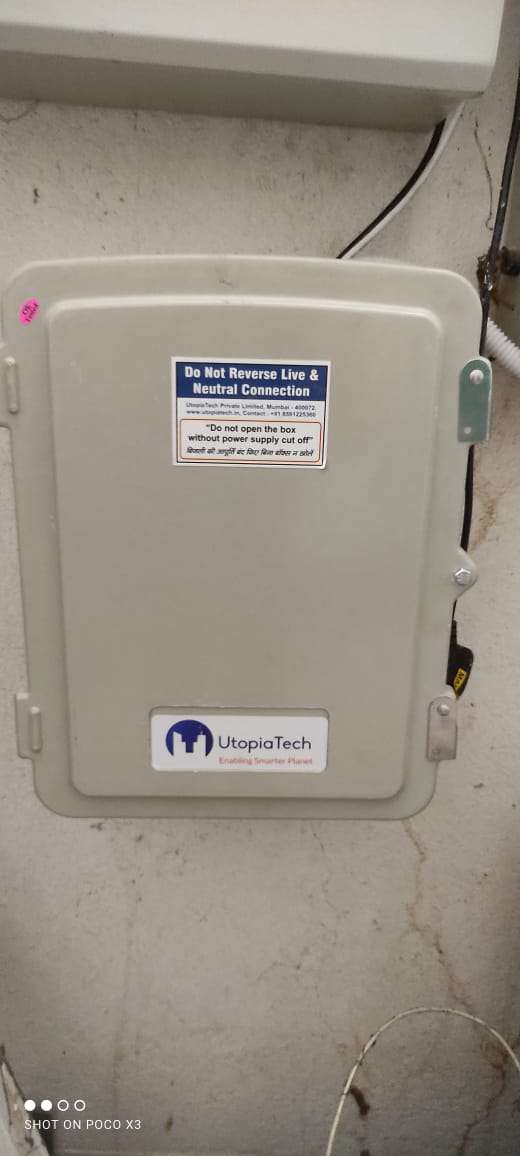 Do Not Reverse Live &
Neutral Connection
UtopiaTech Private Limited, Mumbai - 400072.
www.utopiatech.in, Contact : +91 8591225360
"Do not open the box
without power supply cut off"
बिजली की आपूर्ति बंद किए बिना बॉक्स न खोलें
UtopiaTech
Enabling Smarter Planet
SHOT ON POCO X3